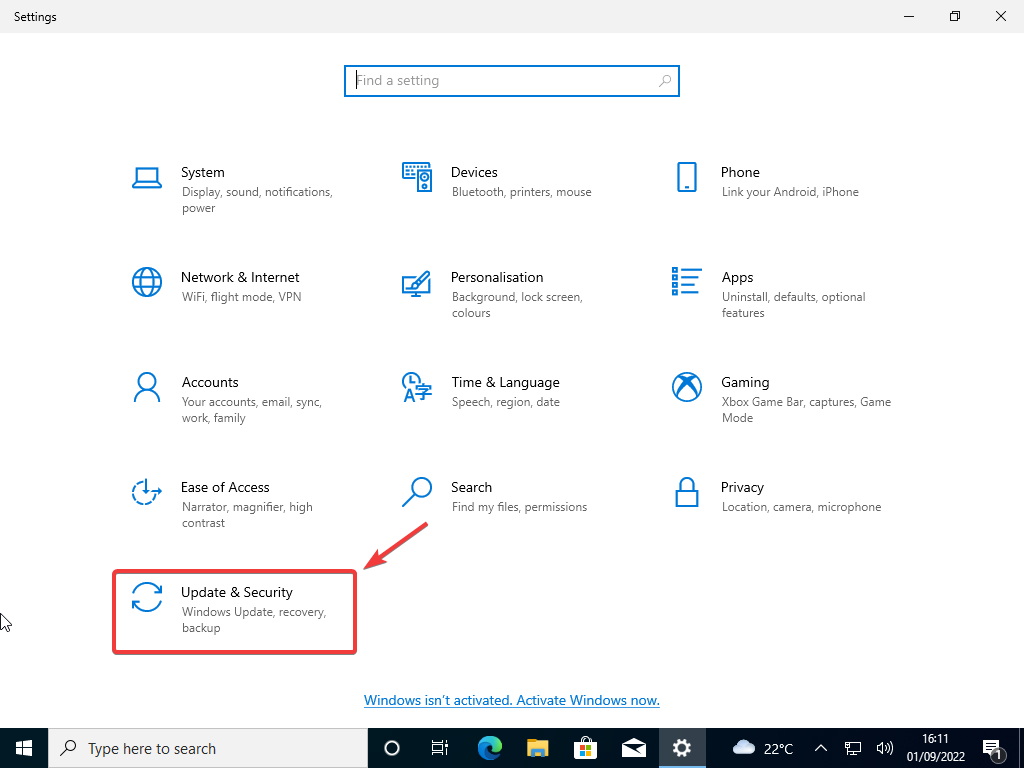 Settings
Find a setting
System
Display, sound, notifications,
power
Devices
Bluetooth, printers, mouse
Phone
Link your Android, iPhone
Network & Internet
WiFi, flight mode, VPN
Personalisation
Background, lock screen,
colours
Apps
Uninstall, defaults, optional
features
Accounts
Your accounts, email, sync,
work, family
Time & Language
Speech, region, date
Gaming
Xbox Game Bar, captures, Game
Mode
Ease of Access
Narrator, magnifier, high
contrast
Search
Find my files, permissions
Privacy
Location, camera, microphone
Update & Security
Windows Update, recovery,
backup
Windows isn't activated. Activate Windows now.
Type here to search
22°C
16:11
01/09/2022
1